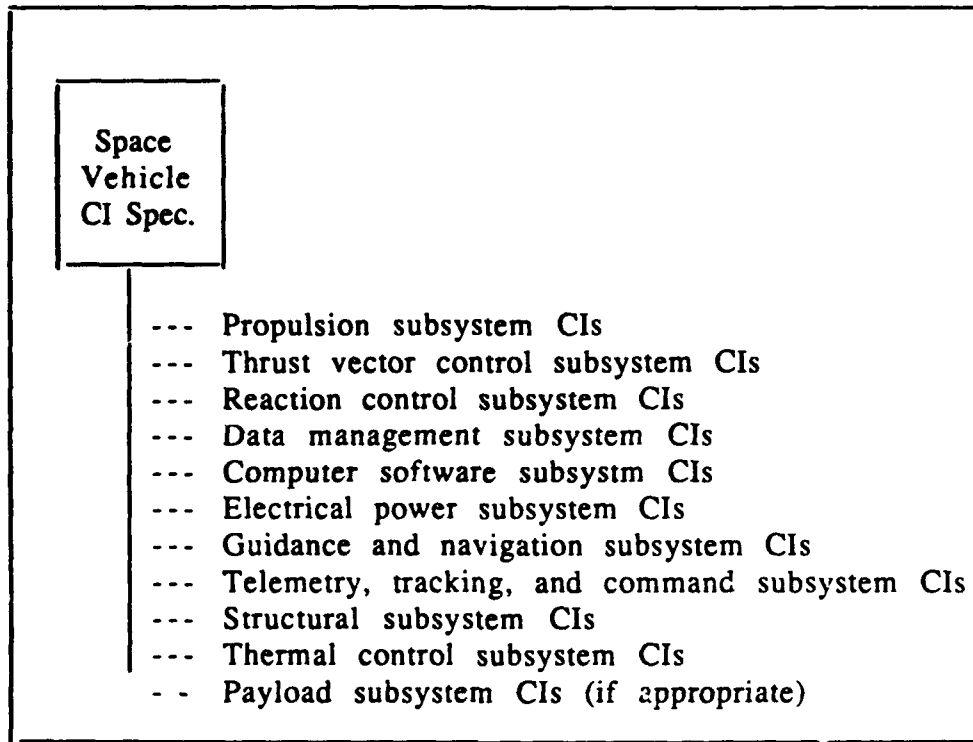 Space
Vehicle
CI Spec.
--- Propulsion subsystem CIs
--- Thrust vector control subsystem CIs
--- Reaction control subsystem CIs
--- Data management subsystem CIs
--- Computer software subsystm CIs
--- Electrical power subsystem CIs
--- Guidance and navigation subsystem CIs
--- Telemetry, tracking, and command subsystem CIs
--- Structural subsystem CIs
--- Thermal control subsystem CIs
- - Payload subsystem CIs (if appropriate)